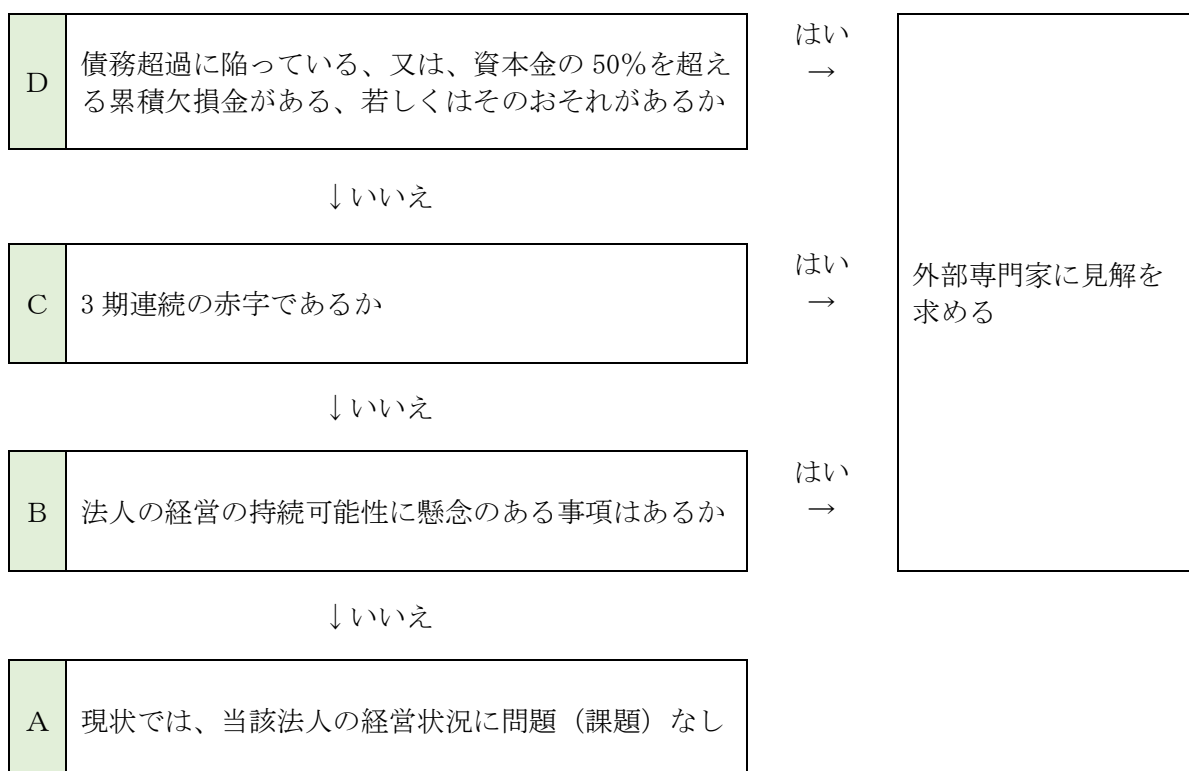 はい
→
D
債務超過に陥っている、又は、資本金の 50％を超え
る累積欠損金がある、若しくはそのおそれがあるか
↓いいえ
はい
→
C
3 期連続の赤字であるか
外部専門家に見解を
求める
↓いいえ
はい
→
B
法人の経営の持続可能性に懸念のある事項はあるか
↓いいえ
A
現状では、当該法人の経営状況に問題（課題）なし